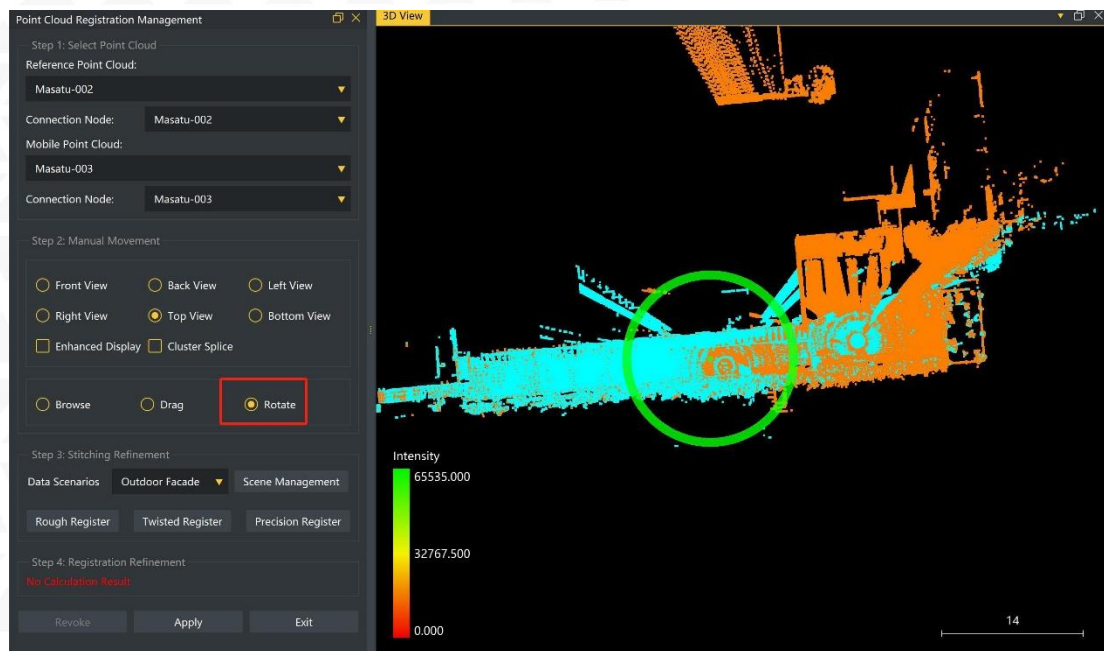 Point Cloud Registration Management
Step 1: Select Point Cloud
Reference Point Cloud:
Masatu-002
Connection Node: Masatu-002
Mobile Point Cloud:
Masatu-003
Connection Node: Masatu-003
Step 2: Manual Movement
Front View Back View Left View
Right View Top View Bottom View
Enhanced Display Cluster Splice
Browse Drag Rotate
Step 3: Stitching Refinement
Data Scenarios Outdoor Facade Scene Management
Rough Register Twisted Register Precision Register
Step 4: Registration Refinement
No Calculation Result
Revoke Apply Exit
3D View
Intensity
65535.000
32767.500
0.000
14